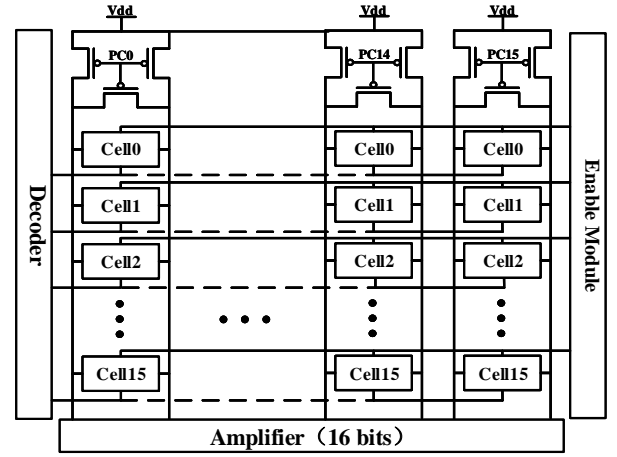 Vdd Vdd Vdd
PC0 PC14 PC15
Decoder
Enable Module
Cell0 Cell0 Cell0
Cell1 Cell1 Cell1
Cell2 Cell2 Cell2
Cell15 Cell15 Cell15
Amplifier（16 bits）